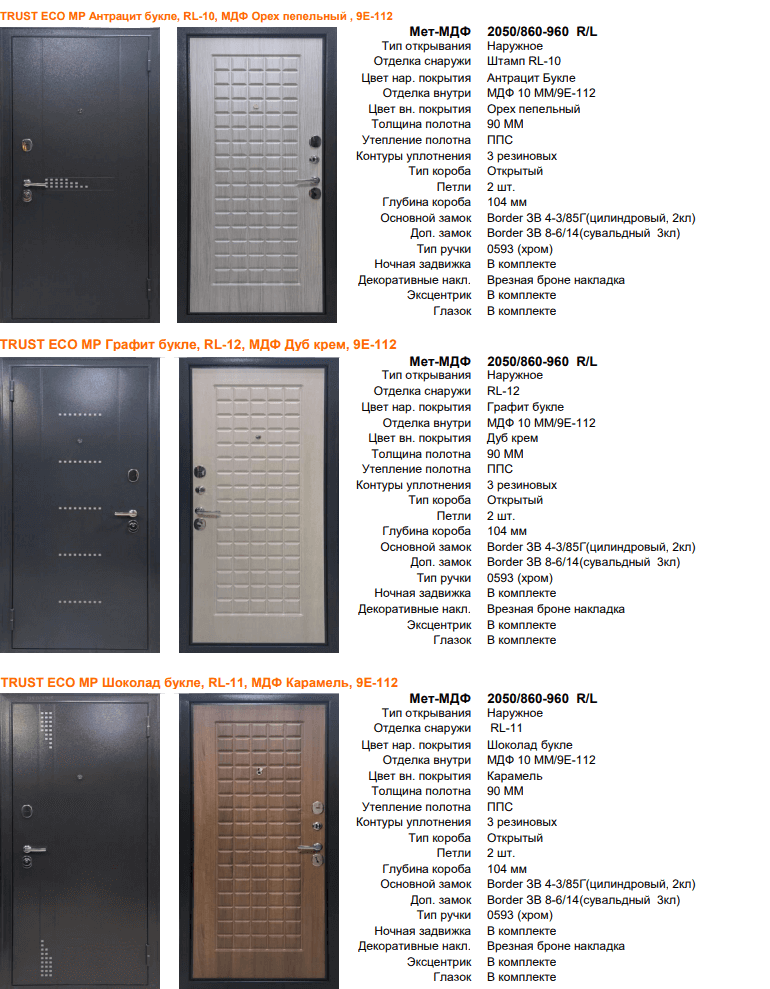 TRUST ECO MP Антрацит букле, RL-10, МДФ Орех пепельный , 9E-112
Мет-МДФ 2050/860-960 R/L
Тип открывания Наружное
Отделка снаружи Штамп RL-10
Цвет нар. покрытия Антрацит Букле
Отделка внутри МДФ 10 ММ/9E-112
Цвет вн. покрытия Орех пепельный
Толщина полотна 90 ММ
Утепление полотна ППС
Контуры уплотнения 3 резиновых
Тип короба Открытый
Петли 2 шт.
Глубина короба 104 мм
Основной замок Border ЗВ 4-3/85Г(цилиндровый, 2кл)
Доп. замок Border ЗВ 8-6/14(сувальдный 3кл)
Тип ручки 0593 (хром)
Ночная задвижка В комплекте
Декоративные накл. Врезная броне накладка
Эксцентрик В комплекте
Глазок В комплекте
TRUST ECO MP Графит букле, RL-12, МДФ Дуб крем, 9E-112
Мет-МДФ 2050/860-960 R/L
Тип открывания Наружное
Отделка снаружи RL-12
Цвет нар. покрытия Графит букле
Отделка внутри МДФ 10 ММ/9E-112
Цвет вн. покрытия Дуб крем
Толщина полотна 90 ММ
Утепление полотна ППС
Контуры уплотнения 3 резиновых
Тип короба Открытый
Петли 2 шт.
Глубина короба 104 мм
Основной замок Border ЗВ 4-3/85Г(цилиндровый, 2кл)
Доп. замок Border ЗВ 8-6/14(сувальдный 3кл)
Тип ручки 0593 (хром)
Ночная задвижка В комплекте
Декоративные накл. Врезная броне накладка
Эксцентрик В комплекте
Глазок В комплекте
TRUST ECO MP Шоколад букле, RL-11, МДФ Карамель, 9E-112
Мет-МДФ 2050/860-960 R/L
Тип открывания Наружное
Отделка снаружи RL-11
Цвет нар. покрытия Шоколад букле
Отделка внутри МДФ 10 ММ/9E-112
Цвет вн. покрытия Карамель
Толщина полотна 90 ММ
Утепление полотна ППС
Контуры уплотнения 3 резиновых
Тип короба Открытый
Петли 2 шт.
Глубина короба 104 мм
Основной замок Border ЗВ 4-3/85Г(цилиндровый, 2кл)
Доп. замок Border ЗВ 8-6/14(сувальдный 3кл)
Тип ручки 0593 (хром)
Ночная задвижка В комплекте
Декоративные накл. Врезная броне накладка
Эксцентрик В комплекте
Глазок В комплекте